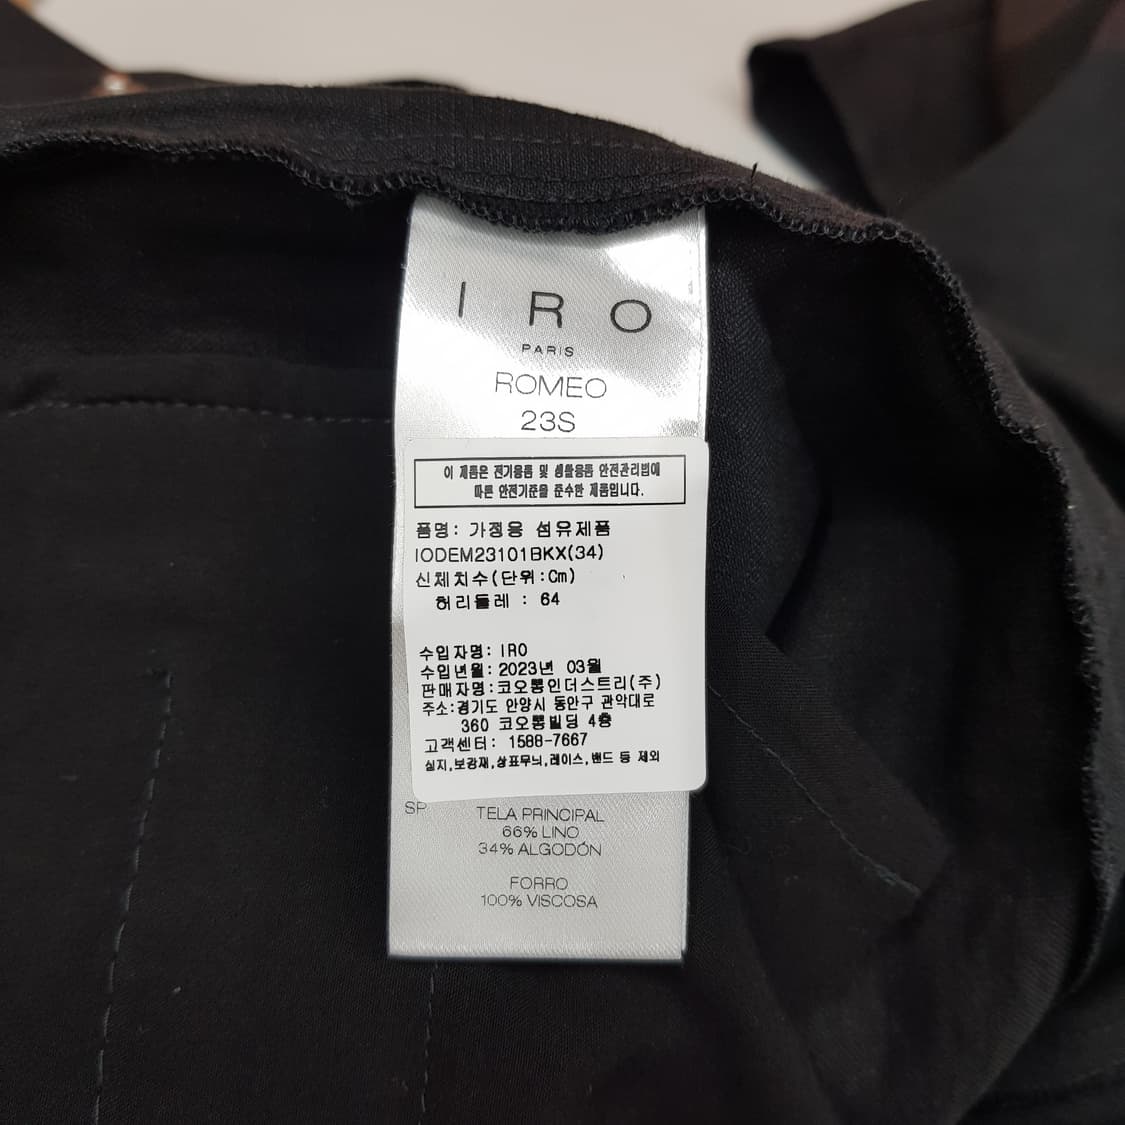 IRO
PARIS
ROMEO
23S
이 제품은 전기용품 및 생활용품 안전관리법에
따른 안전기준을 준수한 제품입니다.
품명: 가정용 섬유제품
IODEM23101BKX(34)
신체치수(단위:Cm)
허리둘레 : 64
수입자명: IRO
수입년월: 2023년 03월
판매자명:코오롱인더스트리(주)
주소:경기도 안양시 동안구 관악대로
360 코오롱빌딩 4층
고객센터: 1588-7667
실지,보강재,상표무늬,레이스,밴드 등 제외
SP
TELA PRINCIPAL
66% LINO
34% ALGODÓN
FORRO
100% VISCOSA